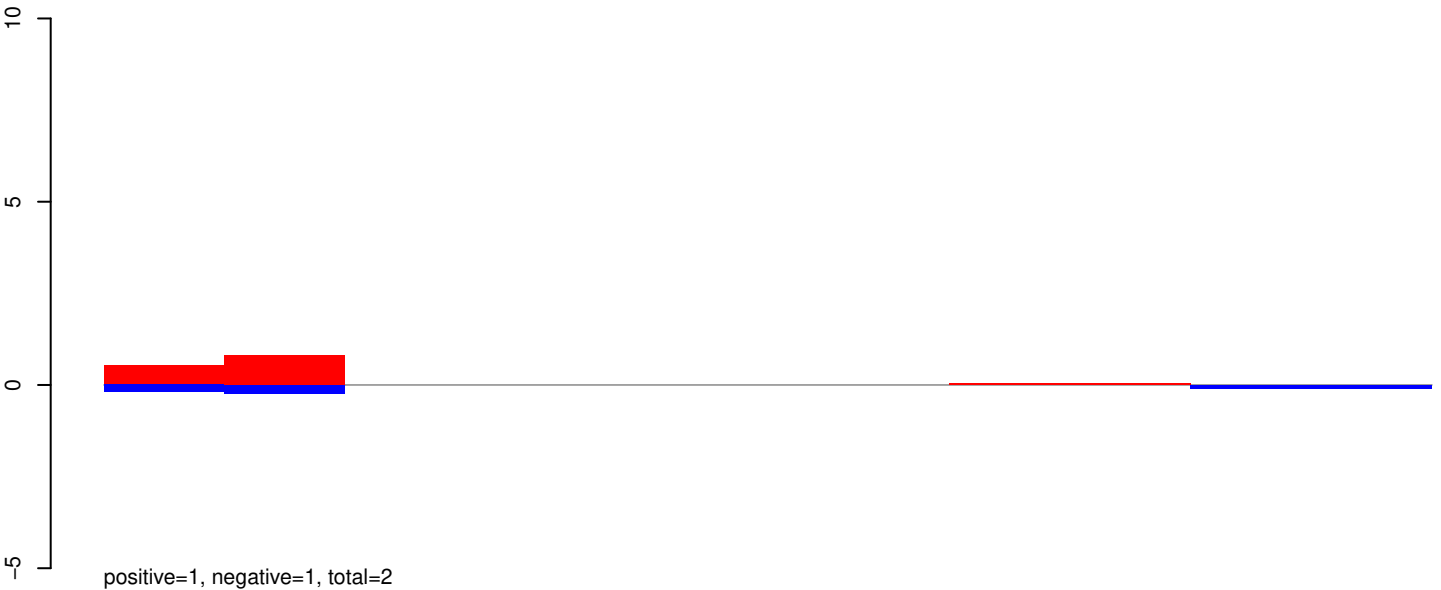 10
5
0
−5
positive=1, negative=1, total=2